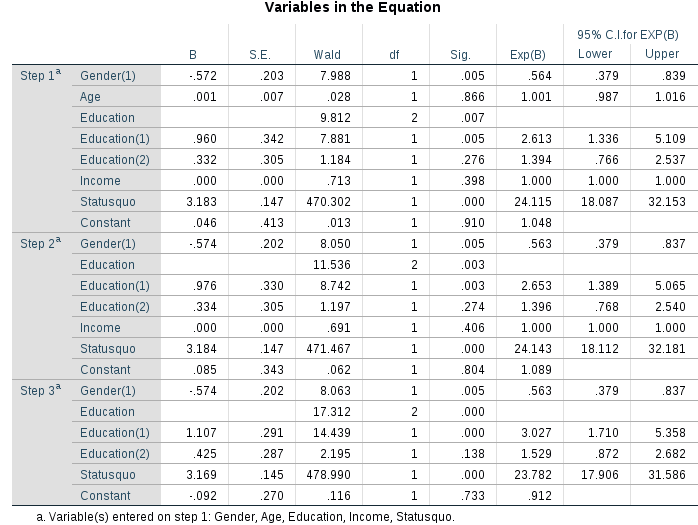 Variables in the Equation
95% C.I.for EXP(B)
B S.E. Wald df Sig. Exp(B) Lower Upper
Step 1a Gender(1) -.572 .203 7.988 1 .005 .564 .379 .839
Age .001 .007 .028 1 .866 1.001 .987 1.016
Education 9.812 2 .007
Education(1) .960 .342 7.881 1 .005 2.613 1.336 5.109
Education(2) .332 .305 1.184 1 .276 1.394 .766 2.537
Income .000 .000 .713 1 .398 1.000 1.000 1.000
Statusquo 3.183 .147 470.302 1 .000 24.115 18.087 32.153
Constant .046 .413 .013 1 .910 1.048
Step 2a Gender(1) -.574 .202 8.050 1 .005 .563 .379 .837
Education 11.536 2 .003
Education(1) .976 .330 8.742 1 .003 2.653 1.389 5.065
Education(2) .334 .305 1.197 1 .274 1.396 .768 2.540
Income .000 .000 .691 1 .406 1.000 1.000 1.000
Statusquo 3.184 .147 471.467 1 .000 24.143 18.112 32.181
Constant .085 .343 .062 1 .804 1.089
Step 3a Gender(1) -.574 .202 8.063 1 .005 .563 .379 .837
Education 17.312 2 .000
Education(1) 1.107 .291 14.439 1 .000 3.027 1.710 5.358
Education(2) .425 .287 2.195 1 .138 1.529 .872 2.682
Statusquo 3.169 .145 478.990 1 .000 23.782 17.906 31.586
Constant -.092 .270 .116 1 .733 .912
a. Variable(s) entered on step 1: Gender, Age, Education, Income, Statusquo.